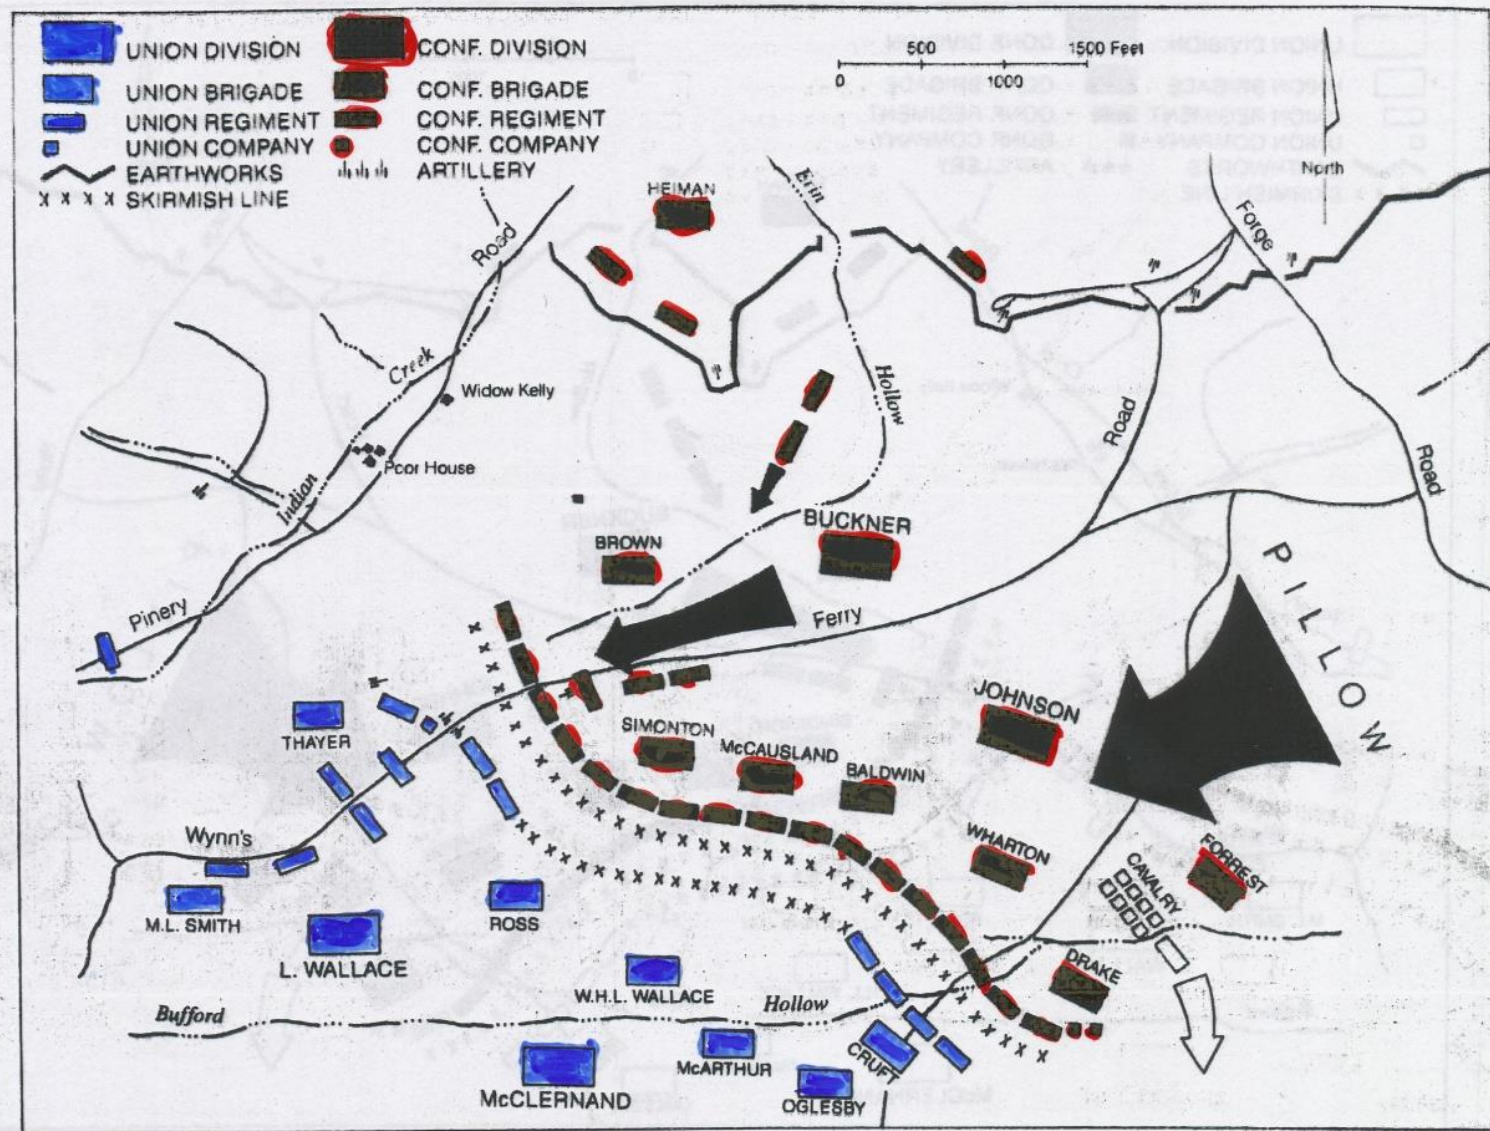 UNION DIVISION
UNION BRIGADE
UNION REGIMENT
UNION COMPANY
EARTHWORKS
x x x x SKIRMISH LINE
CONF. DIVISION
CONF. BRIGADE
CONF. REGIMENT
CONF. COMPANY
ARTILLERY
500 1500 Feet
0 1000
North
HEIMAN
Erin
Hollow
Forge
Road
Road
Creek
Indian
Widow Kelly
Poor House
Road
Pinery
BROWN
BUCKNER
Ferry
PILLOW
JOHNSON
SIMONTON
McCAUSLAND
BALDWIN
THAYER
WHARTON
CAVALRY
FORREST
Wynn's
M.L. SMITH
L. WALLACE
ROSS
DRAKE
W.H.L. WALLACE
Hollow
Bufford
McCLERNAND
McARTHUR
OGLESBY
CRUFT